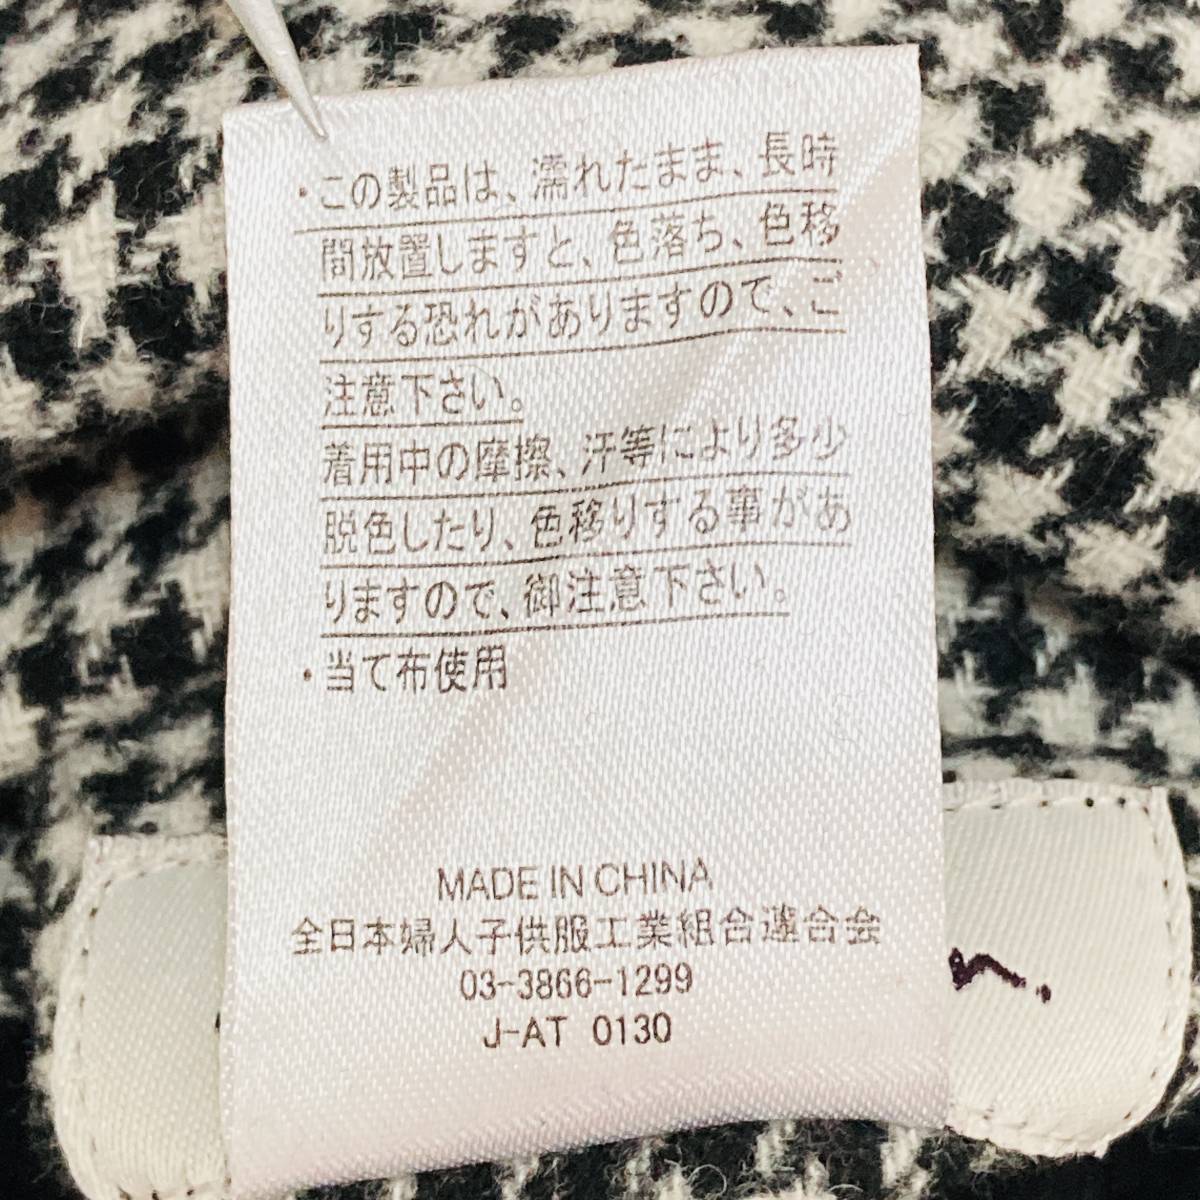 ・この製品は、濡れたまま、長時
間放置しますと、色落ち、色移
りする恐れがありますので、ご
注意下さい。
着用中の摩擦、汗等により多少
脱色したり、色移りする事があ
りますので、御注意下さい。
・当て布使用
MADE IN CHINA
全日本婦人子供服工業組合連合会
03-3866-1299
J-AT 0130